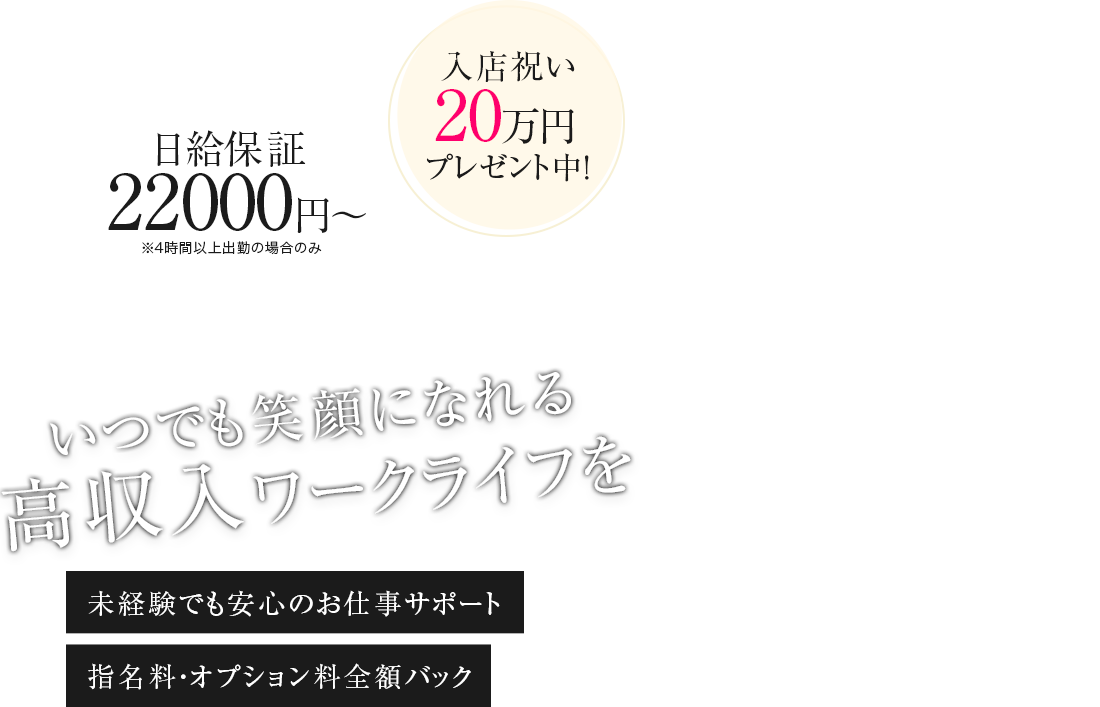 入店祝い
20万円
プレゼント中!
日給保証
22000円～
※4時間以上出勤の場合のみ
いつでも笑顔になれる
高収入ワークライフを
未経験でも安心のお仕事サポート
指名料・オプション料全額バック